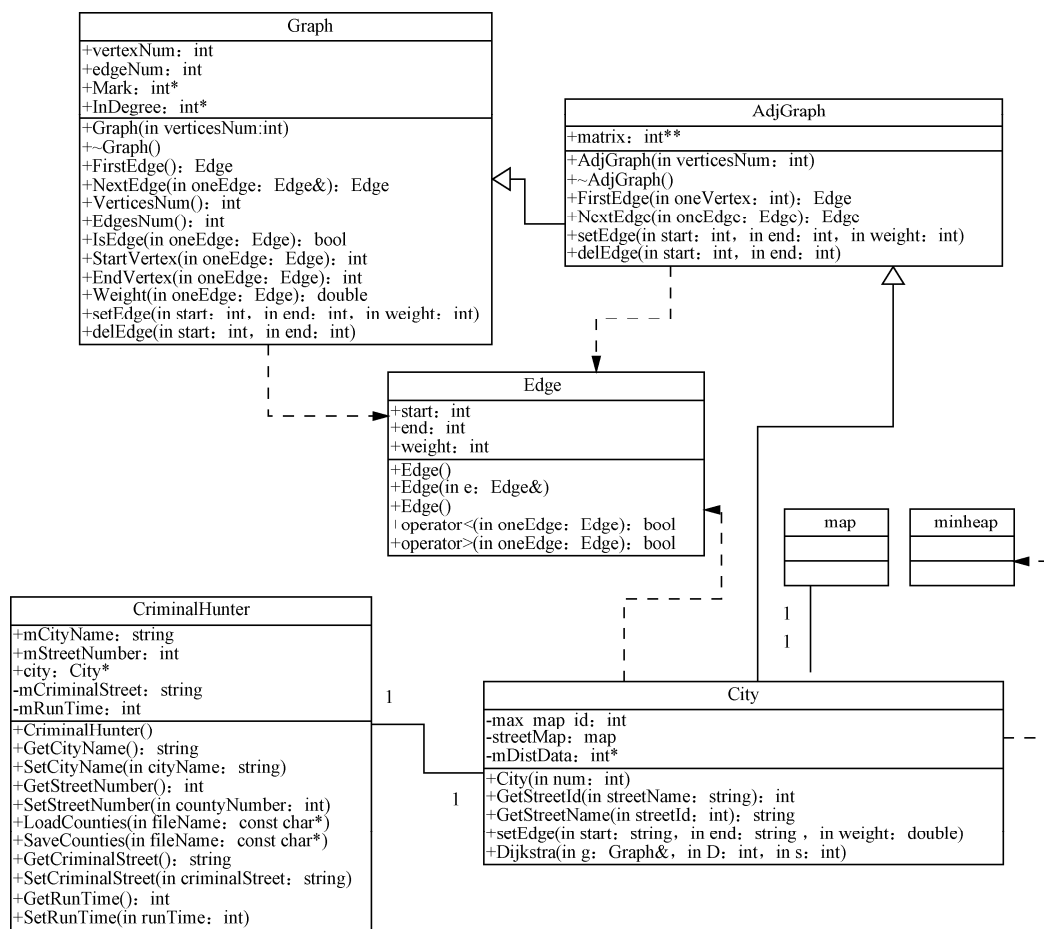 Graph
+vertexNum：int
+edgeNum：int
+Mark：int*
+InDegree：int*
+Graph(in verticesNum:int)
+~Graph()
+FirstEdge()：Edge
+NextEdge(in oneEdge：Edge&)：Edge
+VerticesNum()：int
+EdgesNum()：int
+IsEdge(in oneEdge：Edge)：bool
+StartVertex(in oneEdge：Edge)：int
+EndVertex(in oneEdge：Edge)：int
+Weight(in oneEdge：Edge)：double
+setEdge(in start：int，in end：int，in weight：int)
+delEdge(in start：int，in end：int)
AdjGraph
+matrix：int**
+AdjGraph(in verticesNum：int)
+~AdjGraph()
+FirstEdge(in oneVertex：int)：Edge
+NextEdge(in oneEdge：Edge)：Edge
+setEdge(in start：int，in end：int，in weight：int)
+delEdge(in start：int，in end：int)
Edge
+start：int
+end：int
+weight：int
+Edge()
+Edge(in e：Edge&)
+Edge()
+operator<(in oneEdge：Edge)：bool
+operator>(in oneEdge：Edge)：bool
map
minheap
1
1
CriminalHunter
+mCityName：string
+mStreetNumber：int
+city：City*
-mCriminalStreet：string
-mRunTime：int
+CriminalHunter()
+GetCityName()：string
+SetCityName(in cityName：string)
+GetStreetNumber()：int
+SetStreetNumber(in countyNumber：int)
+LoadCounties(in fileName：const char*)
+SaveCounties(in fileName：const char*)
+GetCriminalStreet()：string
+SetCriminalStreet(in criminalStreet：string)
+GetRunTime()：int
+SetRunTime(in runTime：int)
1
1
City
-max_map_id：int
-streetMap：map
-mDistData：int*
+City(in num：int)
+GetStreetId(in streetName：string)：int
+GetStreetName(in streetId：int)：string
+setEdge(in start：string，in end：string ，in weight：double)
+Dijkstra(in g：Graph&，in D：int，in s：int)